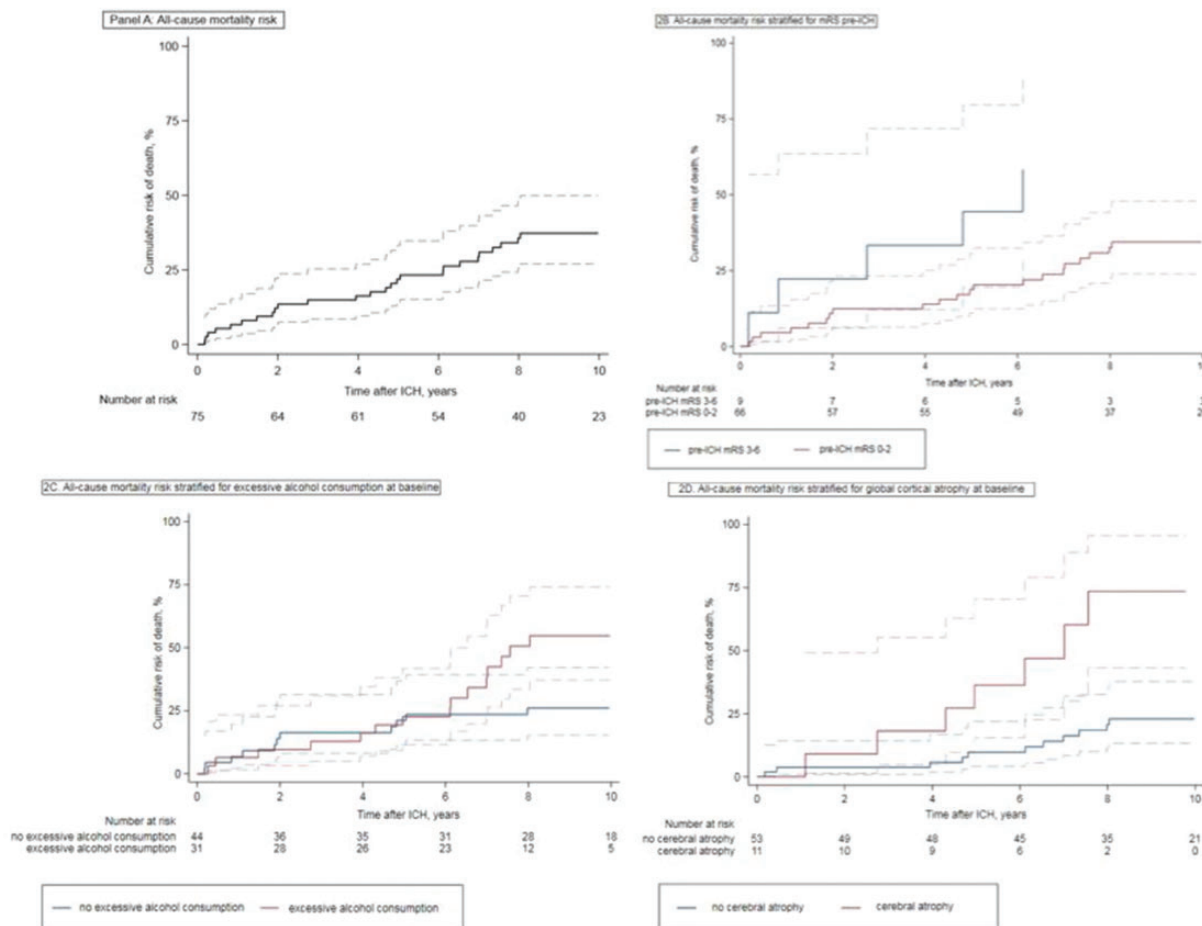 Panel A: All-cause mortality risk
Cumulative risk of death, %
100
75
50
25
0
0 2 4 6 8 10
Time after ICH, years
Number at risk
75 64 61 54 40 23
2B. All-cause mortality risk stratified for mRS pre-ICH
Cumulative risk of death, %
100
75
50
25
0
0 2 4 6 8 1
Time after ICH, years
Number at risk
pre-ICH mRS 3-6 9 7 6 5 3
pre-ICH mRS 0-2 66 57 55 49 37 2
pre-ICH mRS 3-6 pre-ICH mRS 0-2
2C. All-cause mortality risk stratified for excessive alcohol consumption at baseline
Cumulative risk of death, %
100
75
50
25
0
0 2 4 6 8 10
Time after ICH, years
Number at risk
no excessive alcohol consumption 44 36 35 31 28 18
excessive alcohol consumption 31 28 26 23 12 5
no excessive alcohol consumption excessive alcohol consumption
2D. All-cause mortality risk stratified for global cortical atrophy at baseline
Cumulative risk of death, %
100
75
50
25
0
0 2 4 6 8 10
Time after ICH, years
Number at risk
no cerebral atrophy 53 49 48 45 35 21
cerebral atrophy 11 10 9 6 2 0
no cerebral atrophy cerebral atrophy